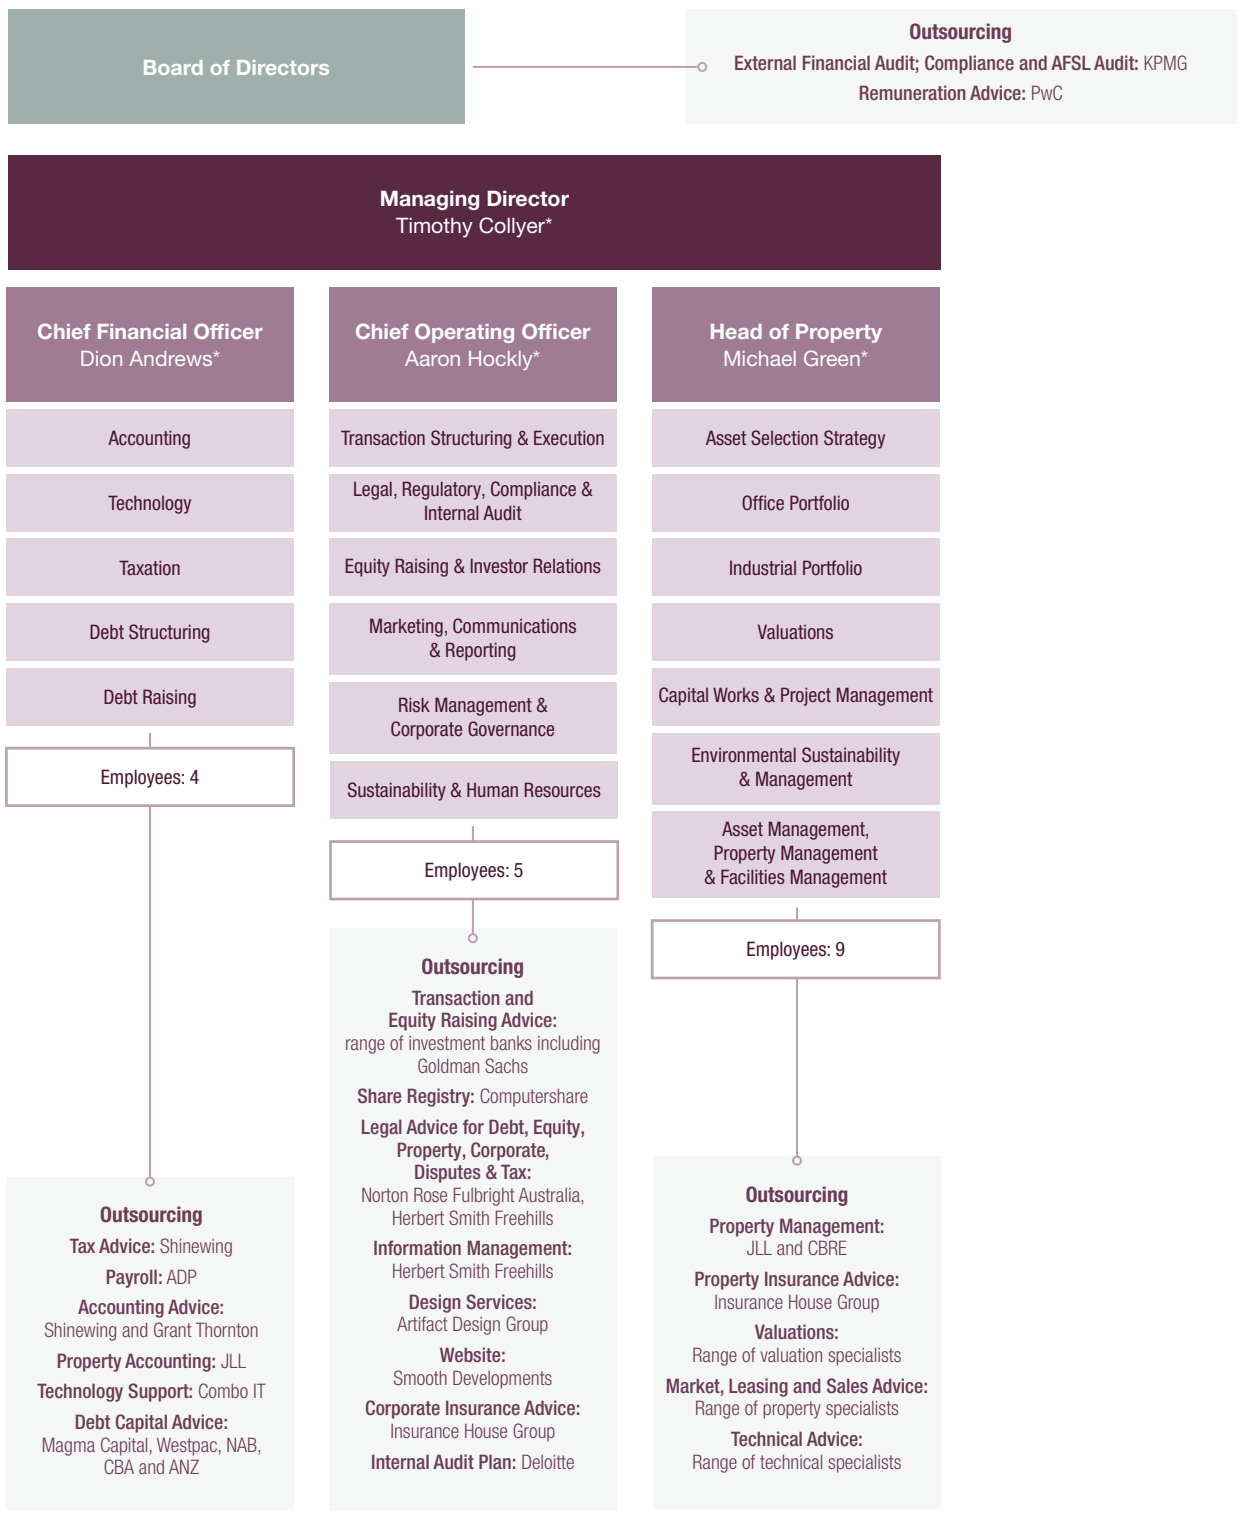 Board of Directors
Outsourcing
External Financial Audit; Compliance and AFSL Audit: KPMG
Remuneration Advice: PwC
Managing Director
Timothy Collyer*
Chief Financial Officer
Dion Andrews*
Accounting
Technology
Taxation
Debt Structuring
Debt Raising
Employees: 4
Outsourcing
Tax Advice: Shinewing
Payroll: ADP
Accounting Advice:
Shinewing and Grant Thornton
Property Accounting: JLL
Technology Support: Combo IT
Debt Capital Advice:
Magma Capital, Westpac, NAB,
CBA and ANZ
Chief Operating Officer
Aaron Hockly*
Transaction Structuring & Execution
Legal, Regulatory, Compliance &
Internal Audit
Equity Raising & Investor Relations
Marketing, Communications
& Reporting
Risk Management &
Corporate Governance
Sustainability & Human Resources
Employees: 5
Outsourcing
Transaction and
Equity Raising Advice:
range of investment banks including
Goldman Sachs
Share Registry: Computershare
Legal Advice for Debt, Equity,
Property, Corporate,
Disputes & Tax:
Norton Rose Fulbright Australia,
Herbert Smith Freehills
Information Management:
Herbert Smith Freehills
Design Services:
Artifact Design Group
Website:
Smooth Developments
Corporate Insurance Advice:
Insurance House Group
Internal Audit Plan: Deloitte
Head of Property
Michael Green*
Asset Selection Strategy
Office Portfolio
Industrial Portfolio
Valuations
Capital Works & Project Management
Environmental Sustainability
& Management
Asset Management,
Property Management
& Facilities Management
Employees: 9
Outsourcing
Property Management:
JLL and CBRE
Property Insurance Advice:
Insurance House Group
Valuations:
Range of valuation specialists
Market, Leasing and Sales Advice:
Range of property specialists
Technical Advice:
Range of technical specialists